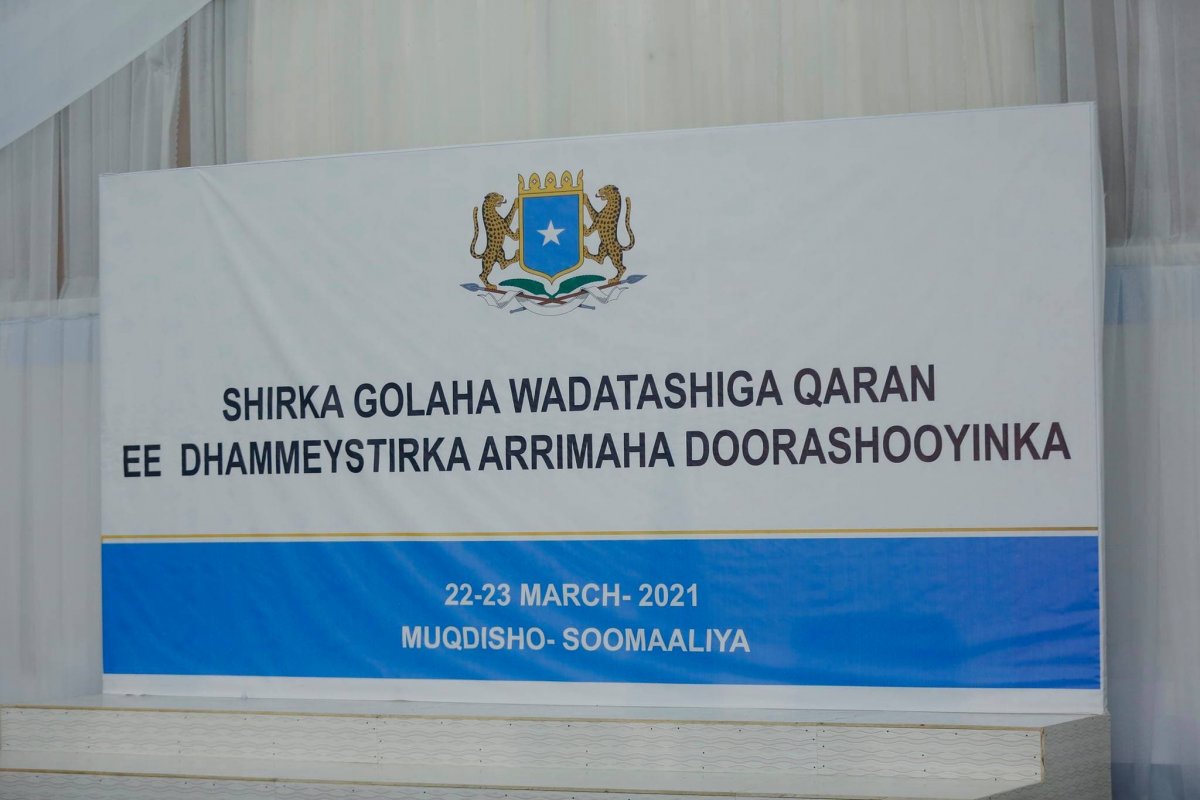 SHIRKA GOLAHA WADATASHIGA QARAN
EE DHAMMEYSTIRKA ARRIMAHA DOORASHOOYINKA
22-23 MARCH- 2021
MUQDISHO- SOOMAALIYA